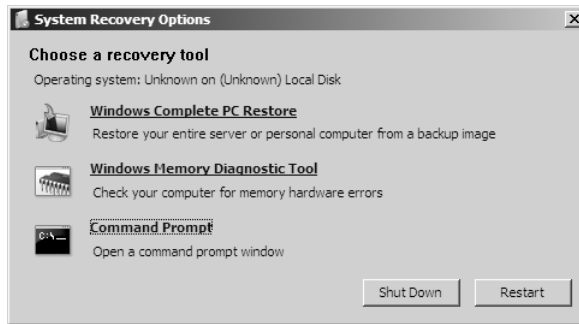 System Recovery Options
Choose a recovery tool
Operating system: Unknown on (Unknown) Local Disk
Windows Complete PC Restore
Restore your entire server or personal computer from a backup image
Windows Memory Diagnostic Tool
Check your computer for memory hardware errors
C:\
Command Prompt
Open a command prompt window
Shut Down Restart